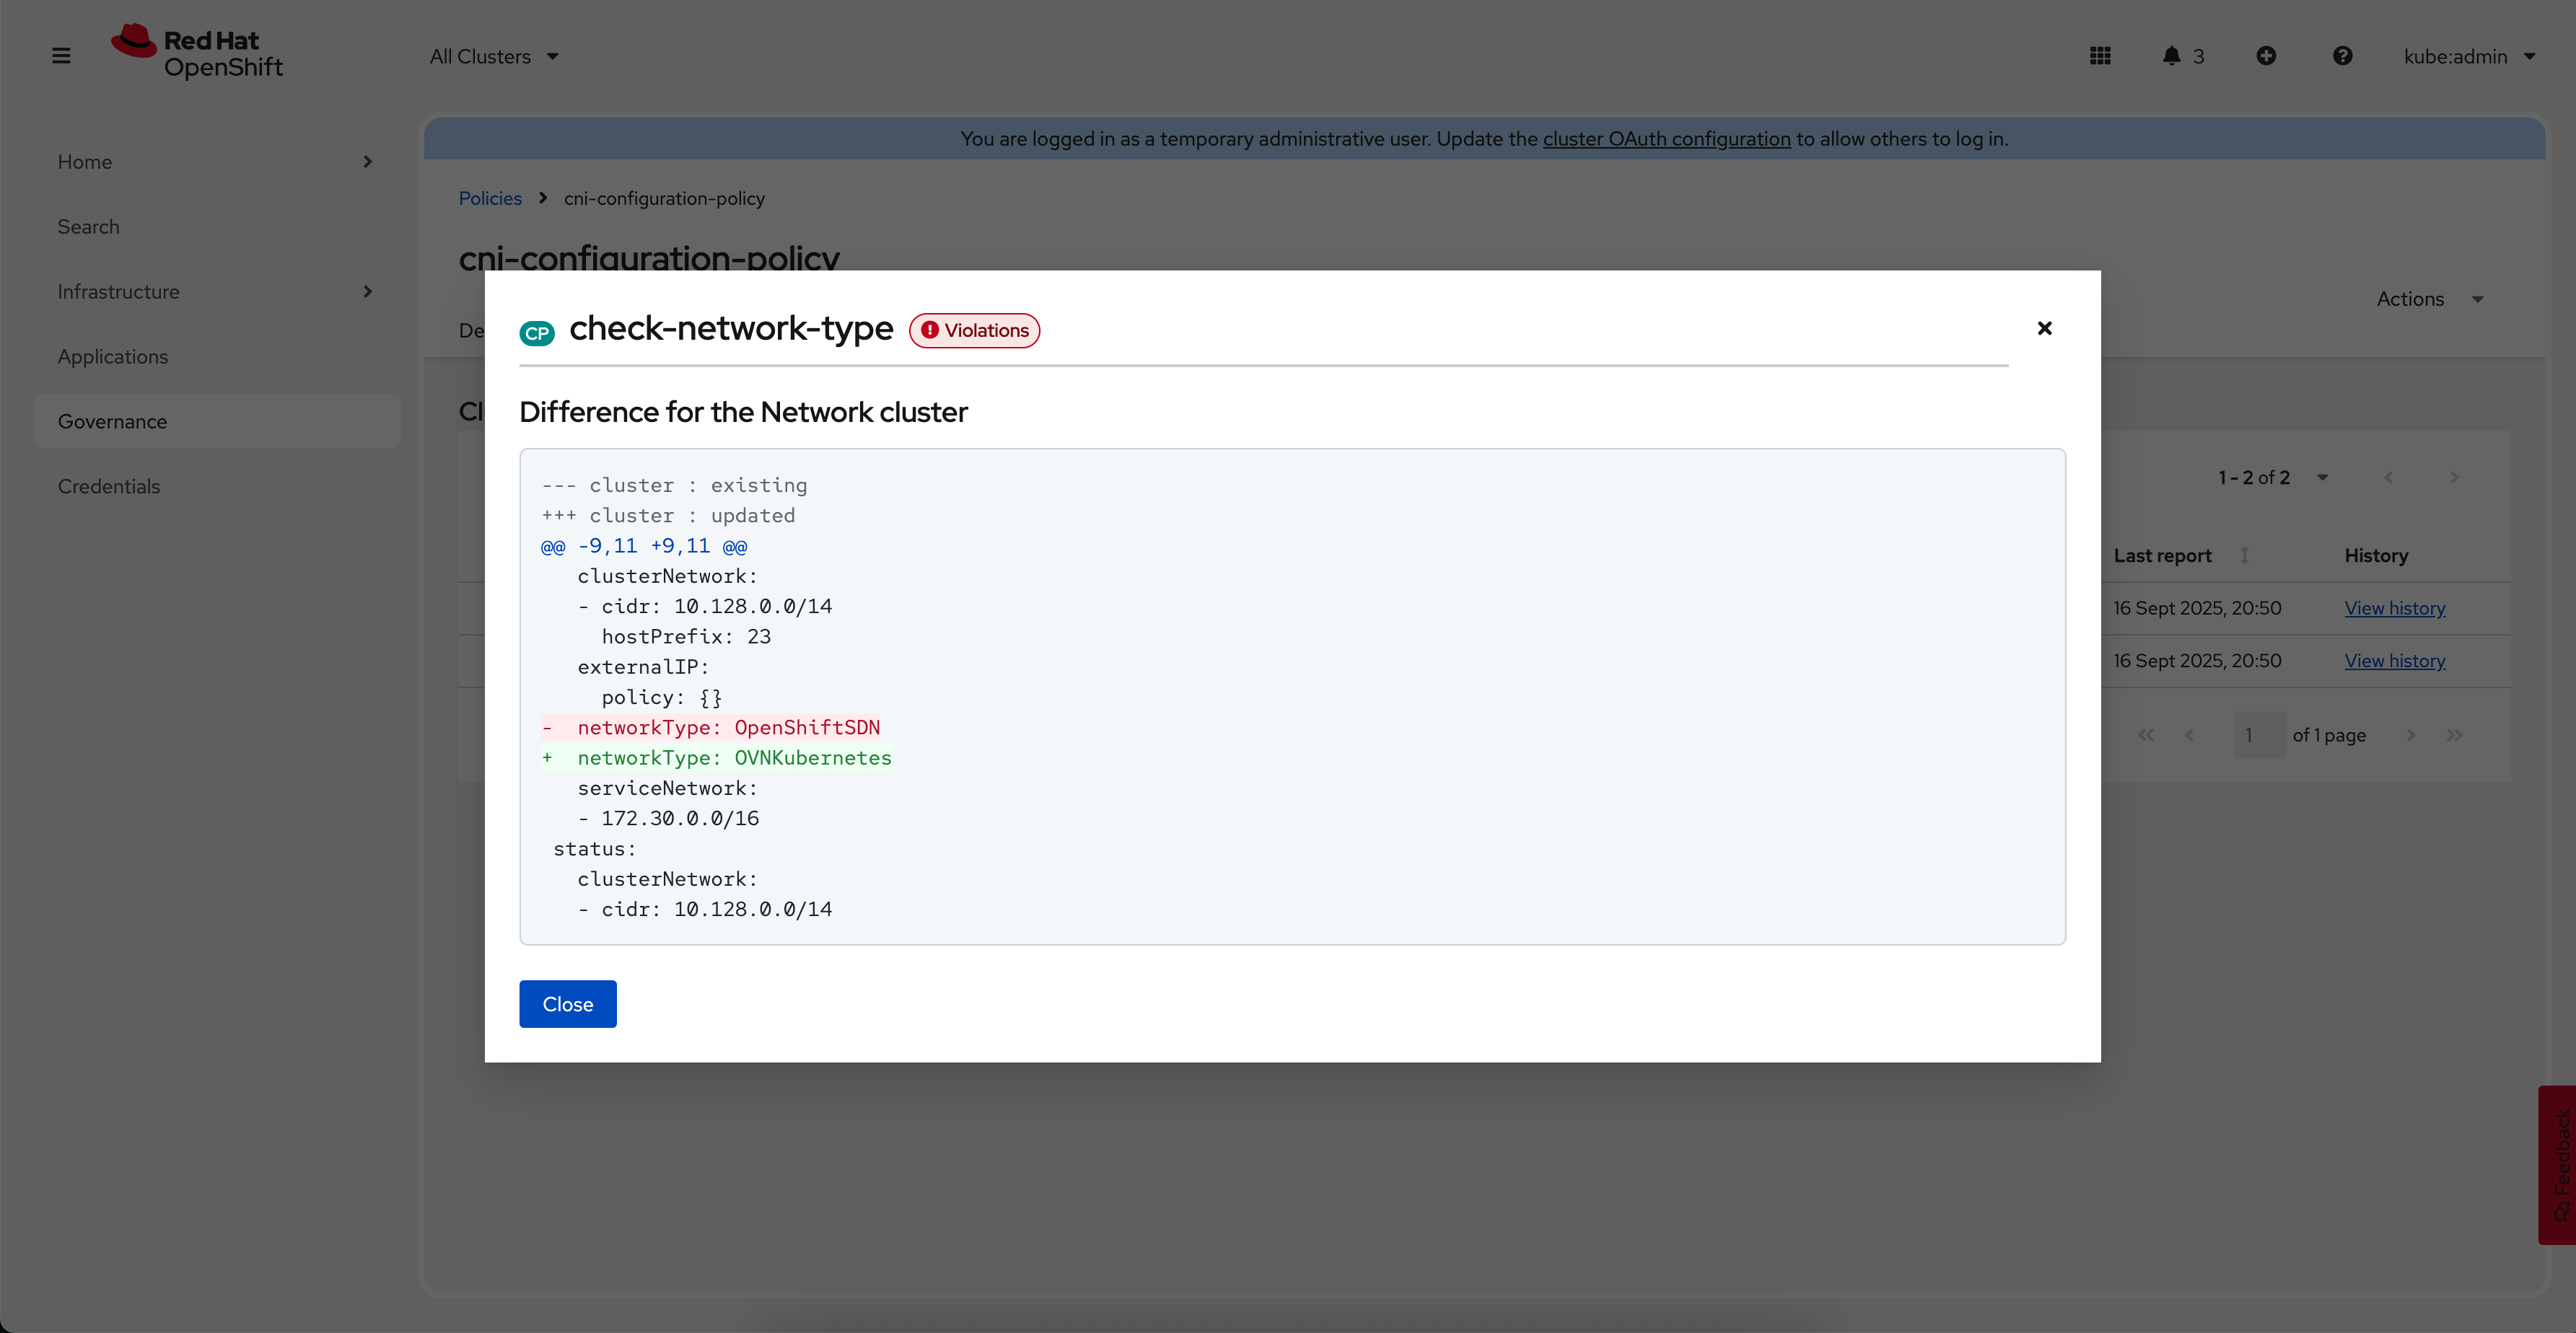 Red Hat
OpenShift
All Clusters
3
kube:admin
You are logged in as a temporary administrative user. Update the cluster OAuth configuration to allow others to log in.
Home
Search
Infrastructure
Applications
Governance
Credentials
Policies
cni-configuration-policy
cni-configuration-policy
Actions
De
Cl
CP check-network-type Violations
Difference for the Network cluster
--- cluster : existing
+++ cluster : updated
@@ -9,11 +9,11 @@
   clusterNetwork:
   - cidr: 10.128.0.0/14
     hostPrefix: 23
   externalIP:
     policy: {}
-  networkType: OpenShiftSDN
+  networkType: OVNKubernetes
   serviceNetwork:
   - 172.30.0.0/16
 status:
   clusterNetwork:
   - cidr: 10.128.0.0/14
Close
1 - 2 of 2
Last report History
16 Sept 2025, 20:50 View history
16 Sept 2025, 20:50 View history
1 of 1 page
Feedback